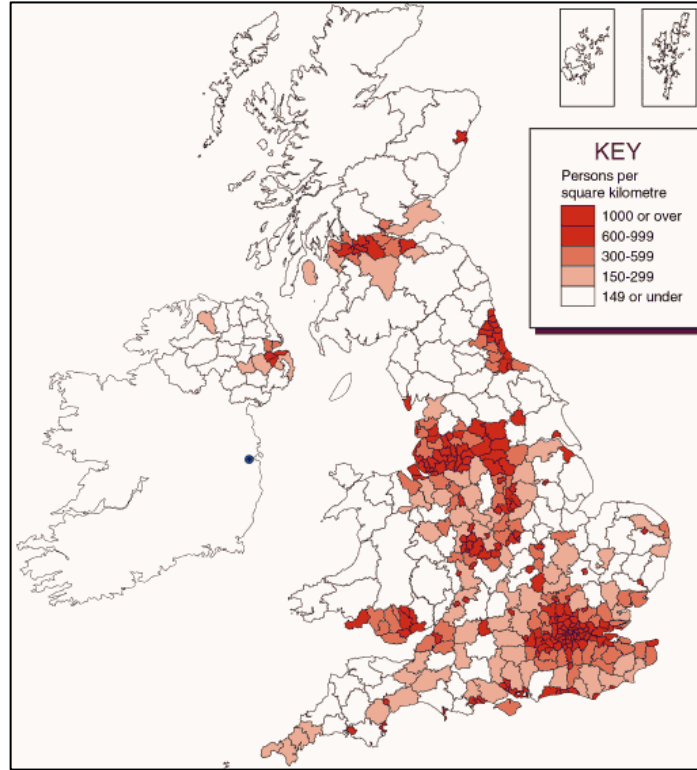 KEY
Persons per
square kilometre
1000 or over
600-999
300-599
150-299
149 or under